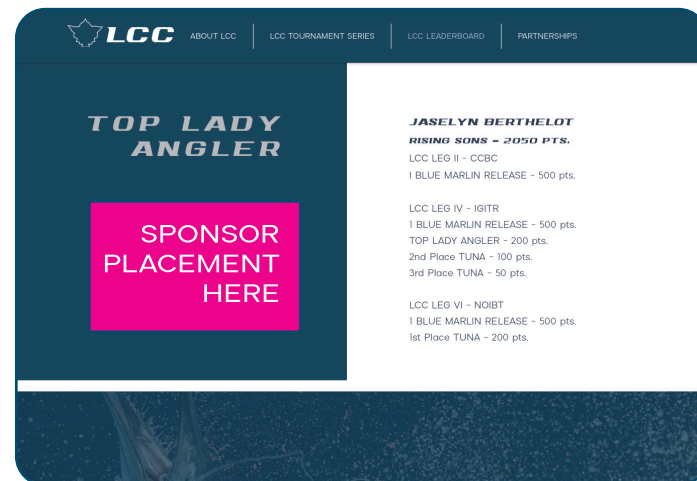 LCC
ABOUT LCC
LCC TOURNAMENT SERIES
LCC LEADERBOARD
PARTNERSHIPS
TOP LADY
ANGLER
SPONSOR
PLACEMENT
HERE
JASELYN BERTHELOT
RISING SONS – 2050 PTS.
LCC LEG II - CCBC
I BLUE MARLIN RELEASE - 500 pts.
LCC LEG IV - IGITR
1 BLUE MARLIN RELEASE - 500 pts.
TOP LADY ANGLER - 200 pts.
2nd Place TUNA - 100 pts.
3rd Place TUNA - 50 pts.
LCC LEG VI - NOIBT
1 BLUE MARLIN RELEASE - 500 pts.
1st Place TUNA - 200 pts.